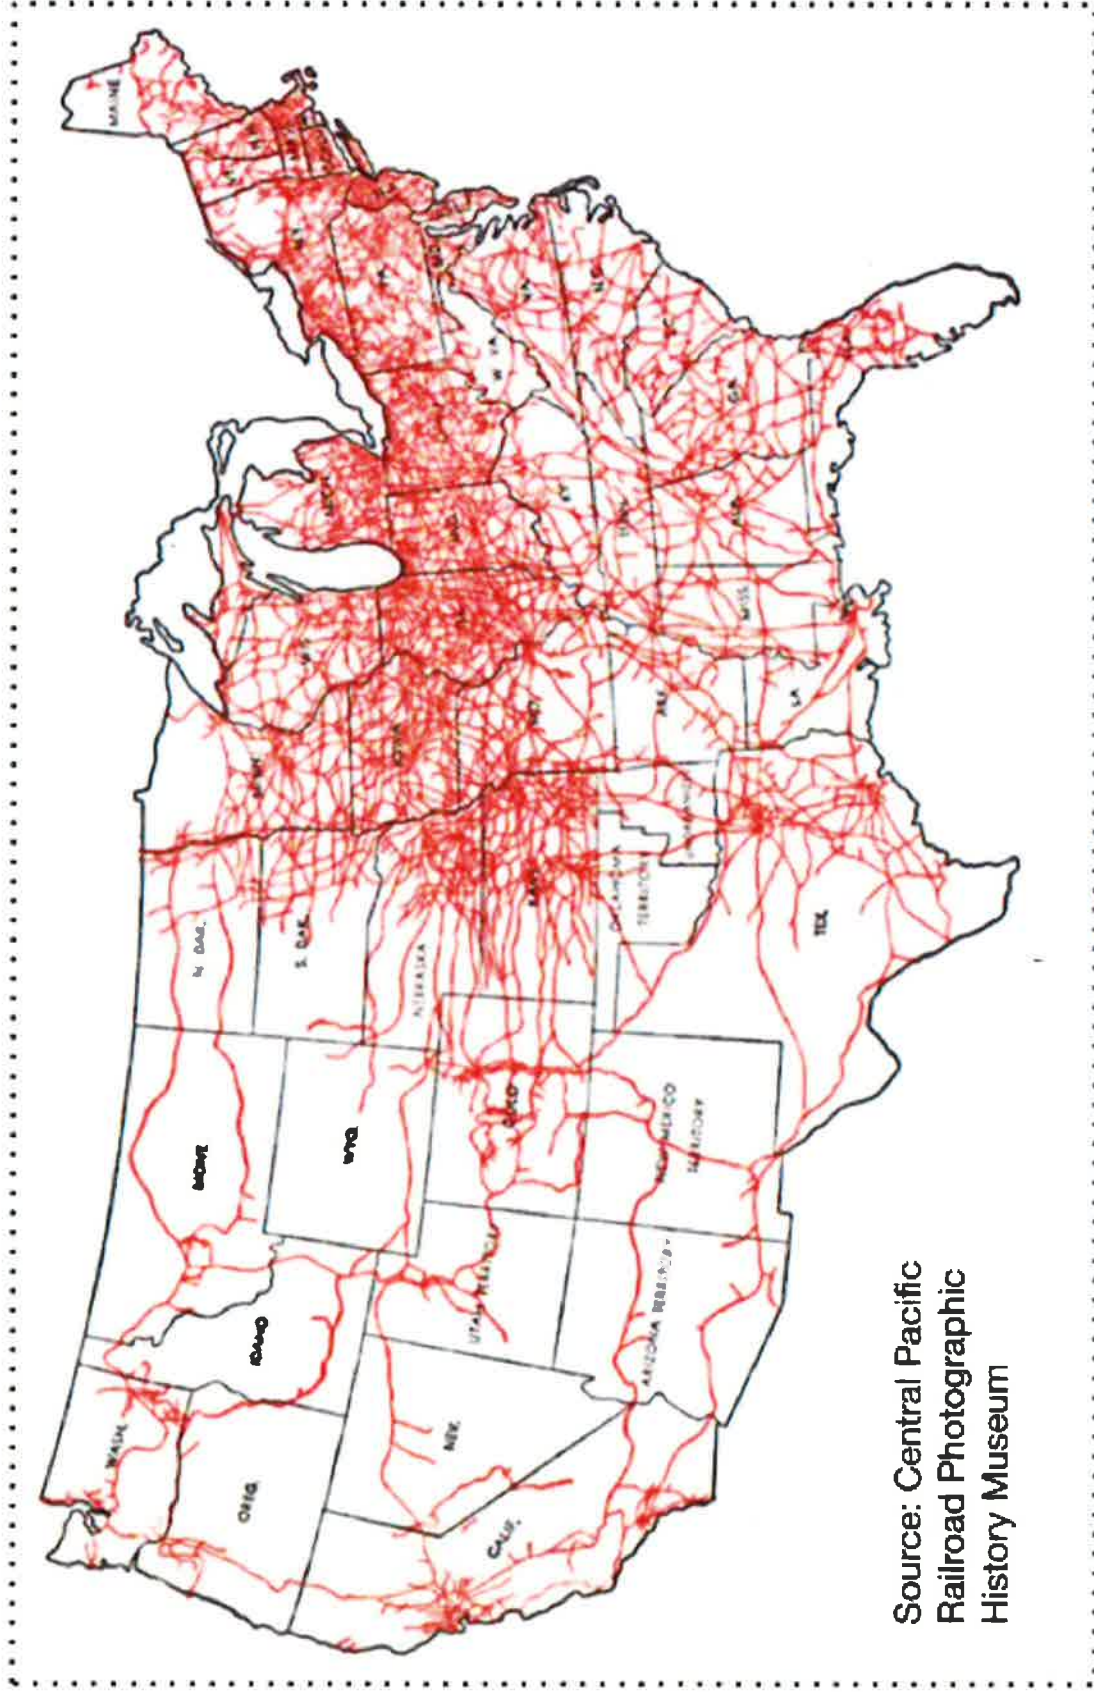 MAINE
VT.
N.Y.
PA.
MD.
W. VA.
VA.
N.C.
S.C.
GA.
ALA.
MISS.
TENN.
KY.
IND.
MICH.
WIS.
ILL.
IOWA
MINN.
MO.
ARK.
LA.
N. DAK.
S. DAK.
NEBRASKA
KANS.
OKLAHOMA
TERRITORY
TEX.
MONT.
WYO.
COLO.
NEW MEXICO
TERRITORY
IDAHO
UTAH TERRITORY
ARIZONA TERRITORY
WASH.
OREG.
NEV.
CALIF.
Source: Central Pacific
Railroad Photographic
History Museum